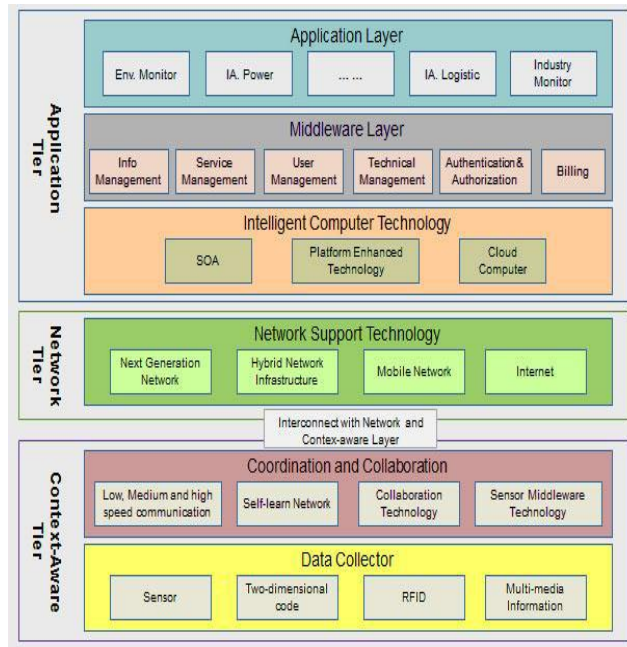 Application Tier
Application Layer
Env. Monitor
IA. Power
... ...
IA. Logistic
Industry
Monitor
Middleware Layer
Info
Management
Service
Management
User
Management
Technical
Management
Authentication&
Authorization
Billing
Intelligent Computer Technology
SOA
Platform Enhanced
Technology
Cloud
Computer
Network Tier
Network Support Technology
Next Generation
Network
Hybrid Network
Infrastructure
Mobile Network
Internet
Interconnect with Network and
Contex-aware Layer
Context-Aware Tier
Coordination and Collaboration
Low, Medium and high
speed communication
Self-learn Network
Collaboration
Technology
Sensor Middleware
Technology
Data Collector
Sensor
Two-dimensional
code
RFID
Multi-media
Information